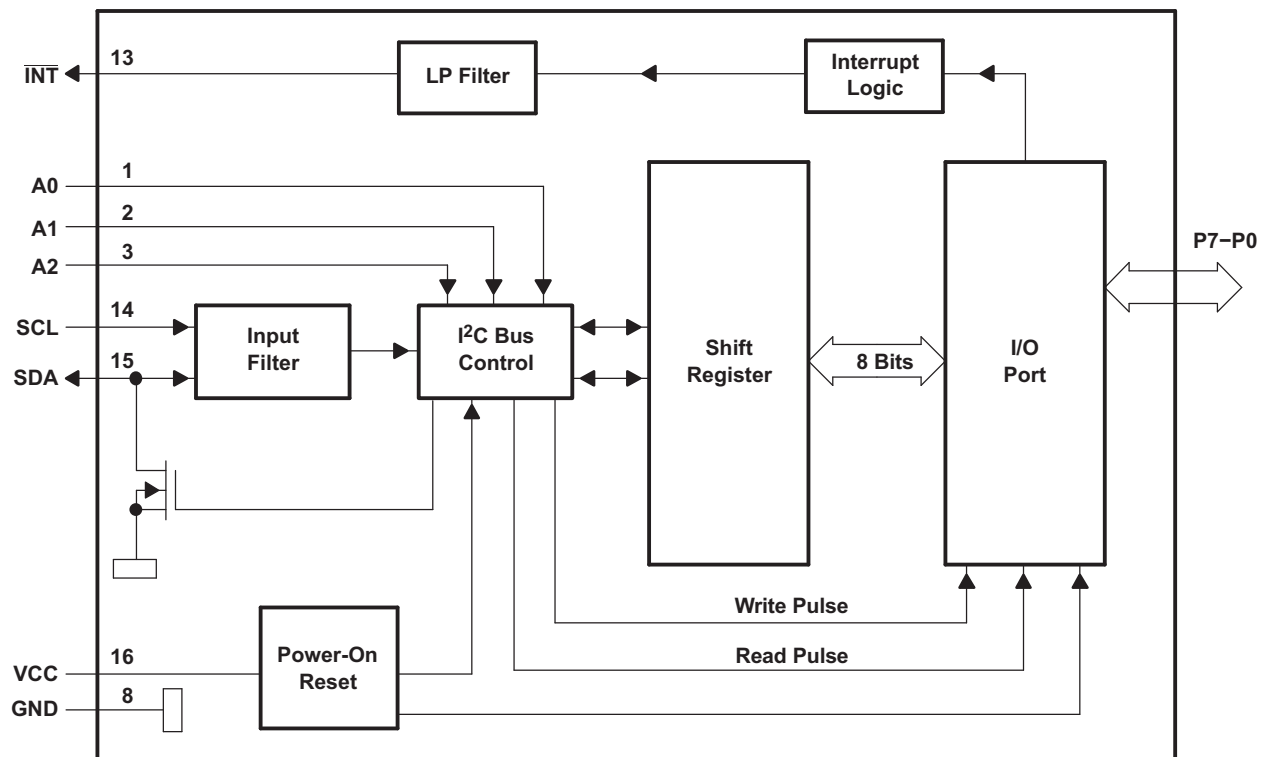 INT
13
LP Filter
Interrupt
Logic
A0
1
A1
2
A2
3
P7−P0
SCL
14
SDA
15
Input
Filter
I²C Bus
Control
Shift
Register
8 Bits
I/O
Port
Write Pulse
Read Pulse
VCC
16
GND
8
Power-On
Reset